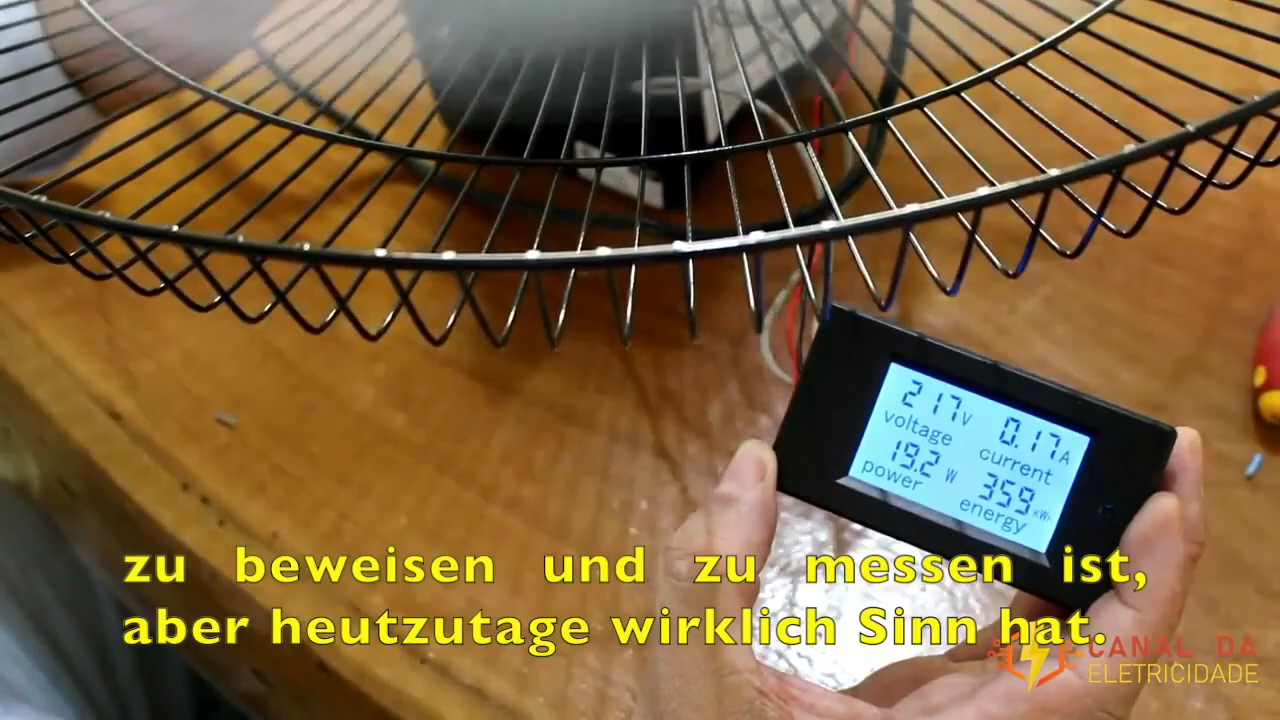 217V 0.17A
voltage current
19.2 W 359 KWh
power energy
zu beweisen und zu messen ist,
aber heutzutage wirklich Sinn hat.
CANAL DA
ELETRICIDADE